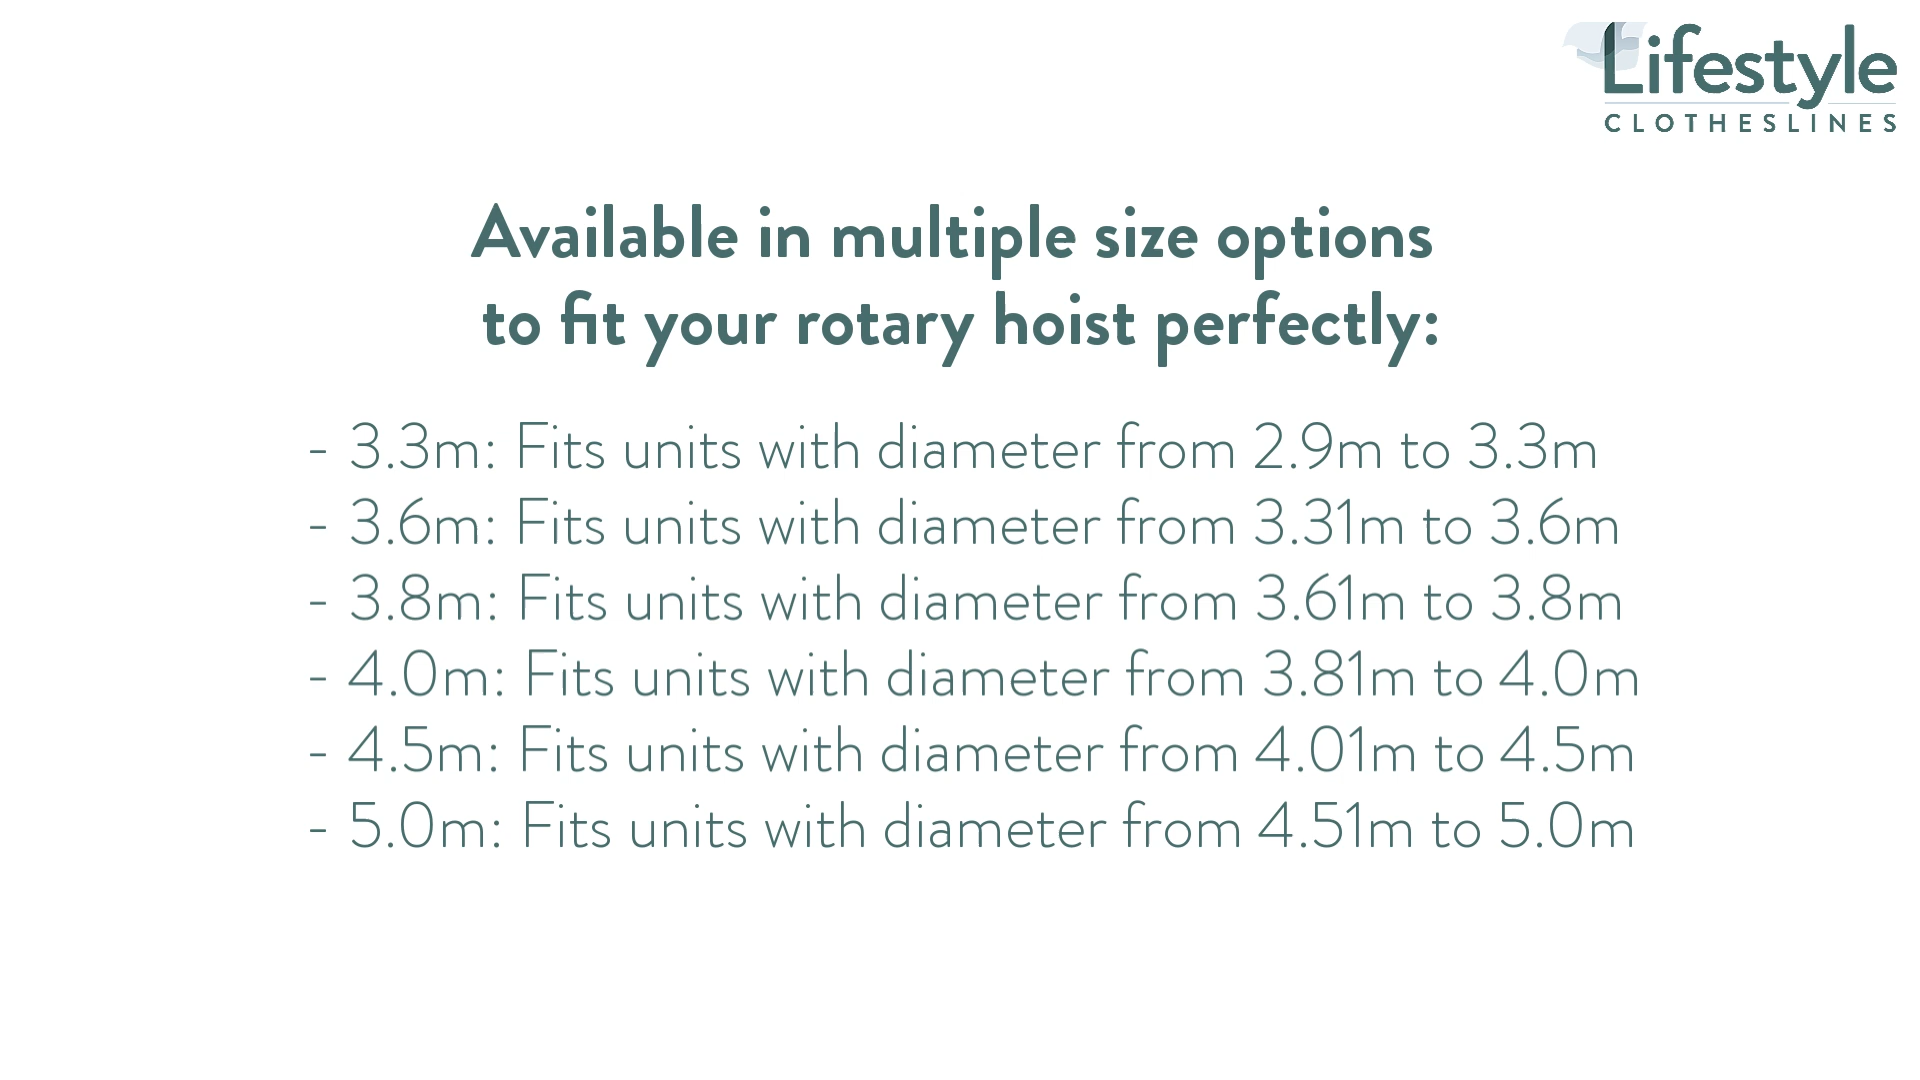 Lifestyle
CLOTHESLINES
Available in multiple size options
to fit your rotary hoist perfectly:
- 3.3m: Fits units with diameter from 2.9m to 3.3m
- 3.6m: Fits units with diameter from 3.31m to 3.6m
- 3.8m: Fits units with diameter from 3.61m to 3.8m
- 4.0m: Fits units with diameter from 3.81m to 4.0m
- 4.5m: Fits units with diameter from 4.01m to 4.5m
- 5.0m: Fits units with diameter from 4.51m to 5.0m